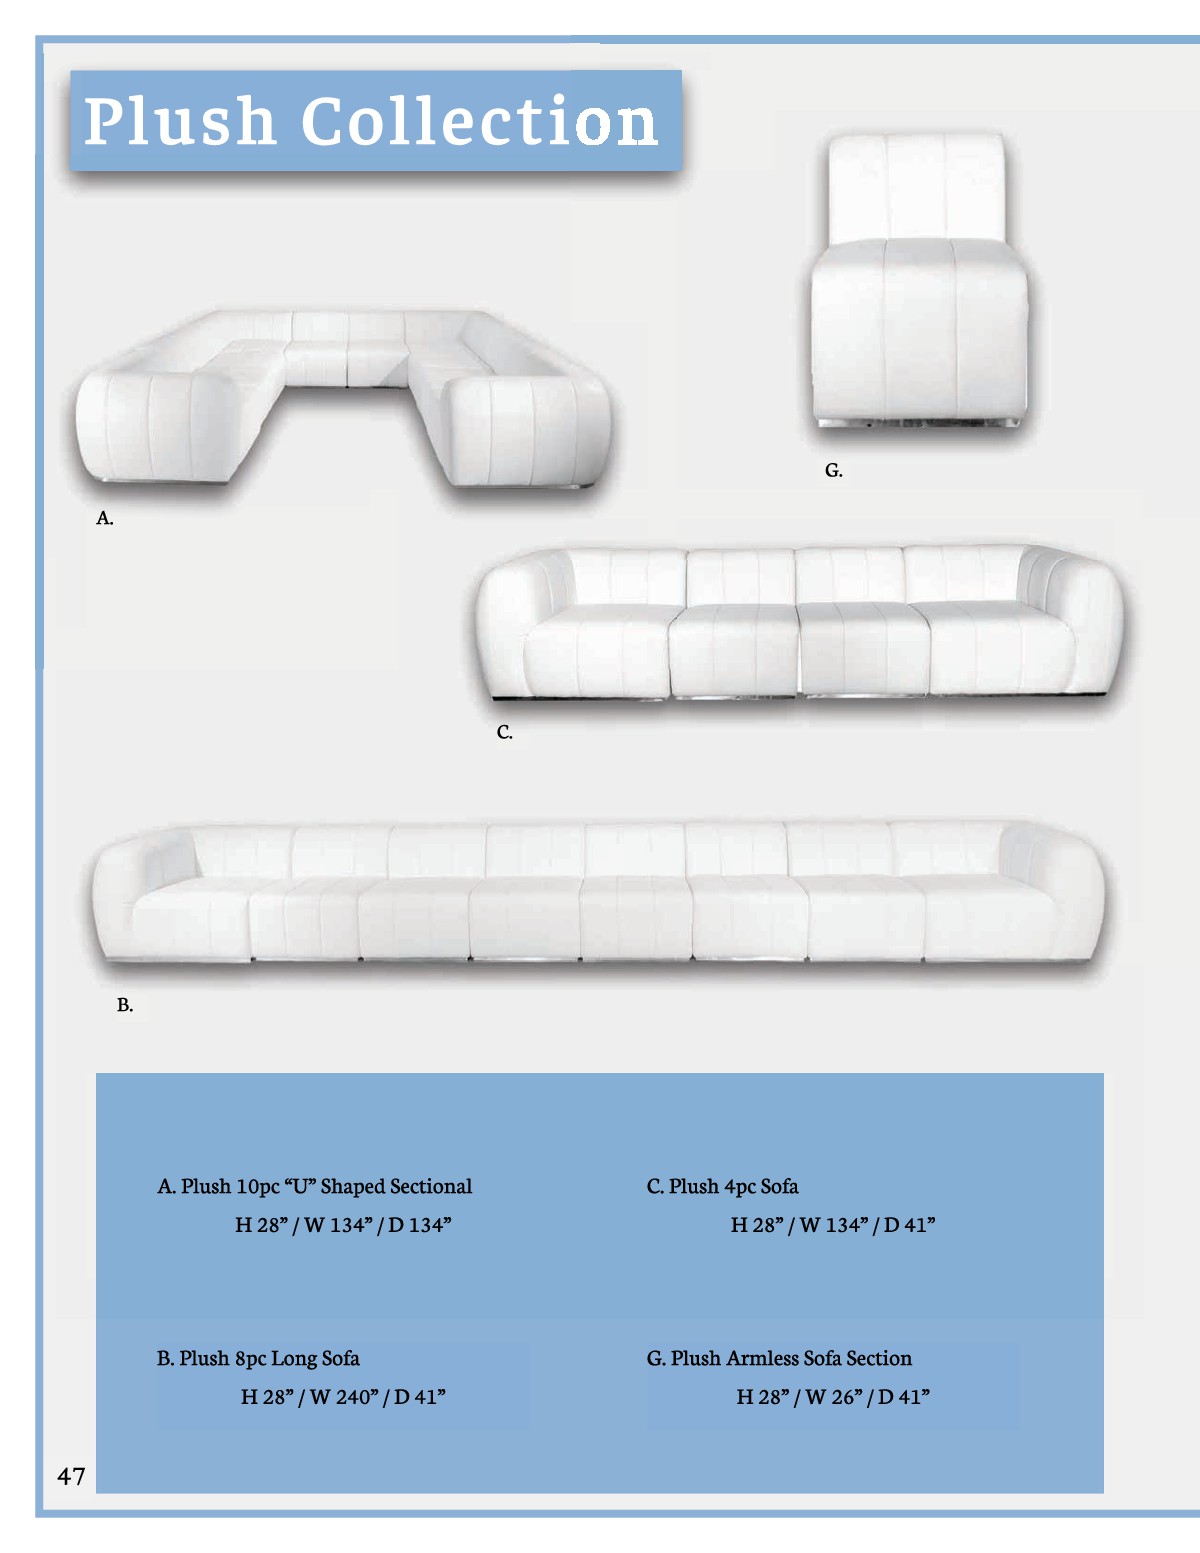 Plush Collection
G.
A.
C.
B.
A. Plush 10pc “U” Shaped Sectional
H 28” / W 134” / D 134”
C. Plush 4pc Sofa
H 28” / W 134” / D 41”
B. Plush 8pc Long Sofa
H 28” / W 240” / D 41”
G. Plush Armless Sofa Section
H 28” / W 26” / D 41”
47